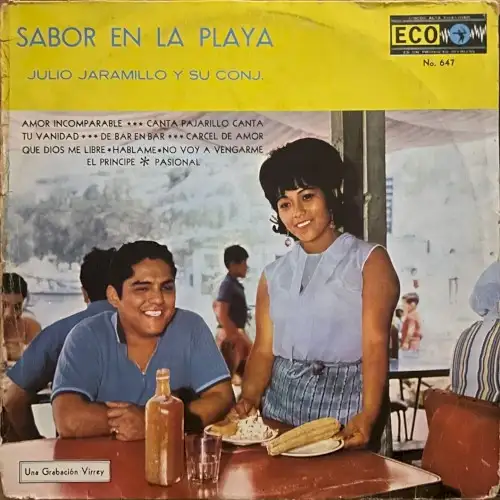 SABOR EN LA PLAYA
JULIO JARAMILLO Y SU CONJ.
ECO
No. 647
AMOR INCOMPARABLE *** CANTA PAJARILLO CANTA
TU VANIDAD *** DE BAR EN BAR *** CARCEL DE AMOR
QUE DIOS ME LIBRE * HABLAME * NO VOY A VENGARME
EL PRINCIPE * PASIONAL
Una Grabación Virrey